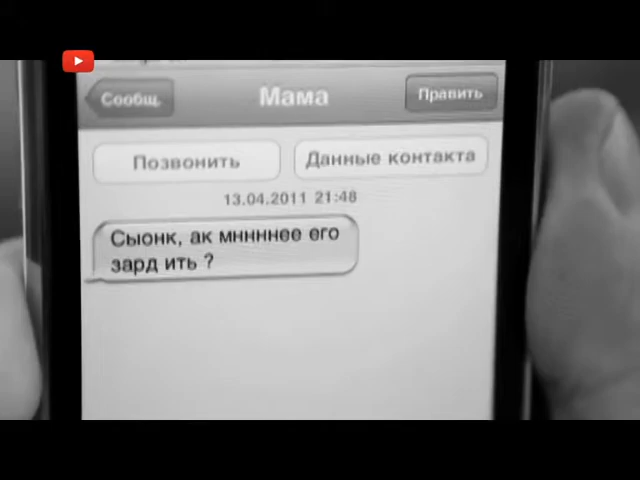 Сообщ.
Мама
Править
Позвонить
Данные контакта
13.04.2011 21:48
Сыонк, ак мннннее его
зард ить ?